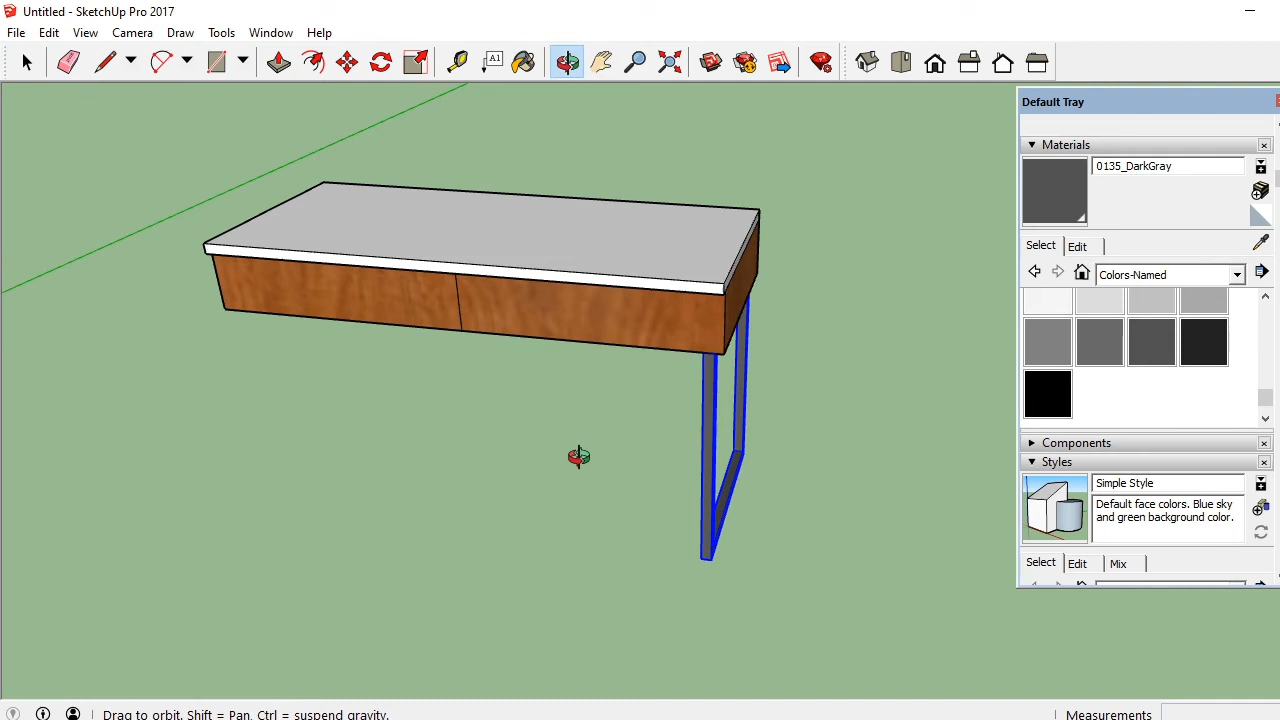 Untitled - SketchUp Pro 2017
File Edit View Camera Draw Tools Window Help
A1
Default Tray
Materials
0135_DarkGray
Select Edit
Colors-Named
Components
Styles
Simple Style
Default face colors. Blue sky
and green background color.
Select Edit Mix
Drag to orbit. Shift = Pan, Ctrl = suspend gravity.
Measurements